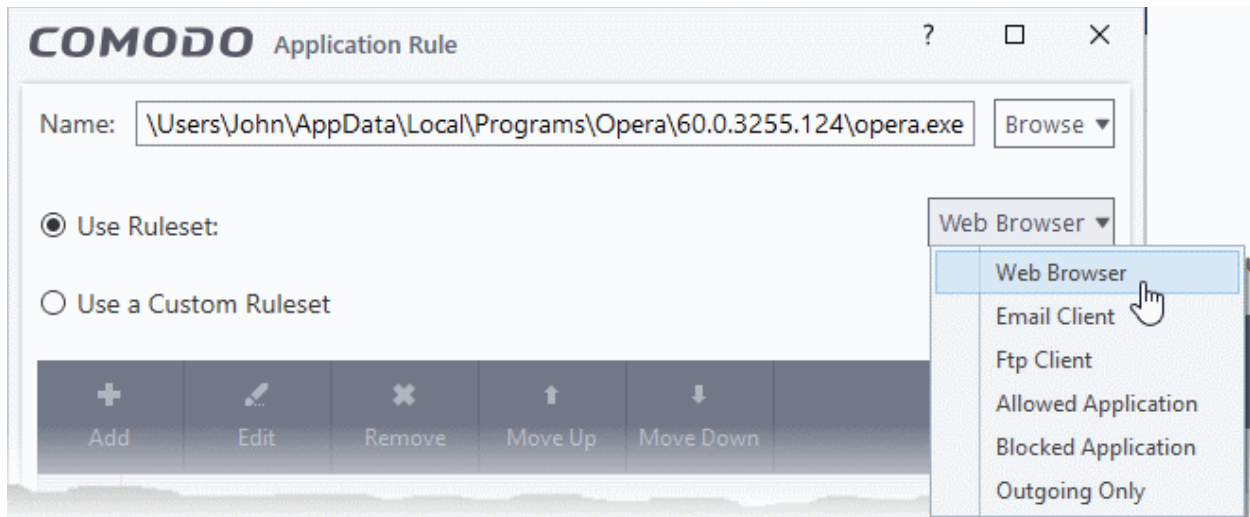 COMODO Application Rule ?
Name: \Users\John\AppData\Local\Programs\Opera\60.0.3255.124\opera.exe Browse
Use Ruleset: Web Browser
Web Browser
Use a Custom Ruleset
Email Client
Ftp Client
Allowed Application
Blocked Application
Outgoing Only
Add Edit Remove Move Up Move Down